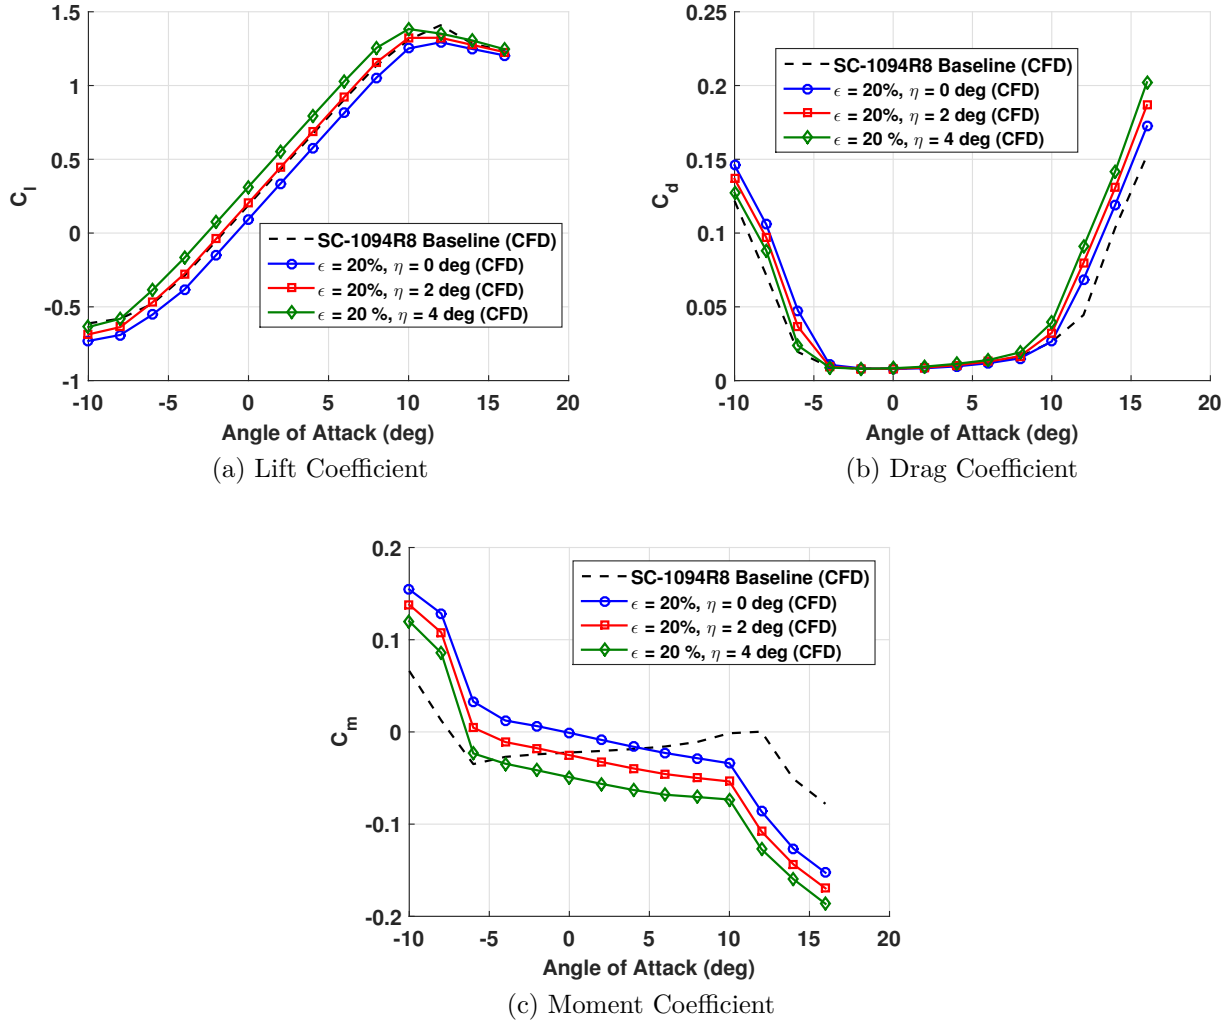 1.5
1
0.5
0
-0.5
-1
C_l
-10 -5 0 5 10 15 20
Angle of Attack (deg)
SC-1094R8 Baseline (CFD)
ϵ = 20%, η = 0 deg (CFD)
ϵ = 20%, η = 2 deg (CFD)
ϵ = 20 %, η = 4 deg (CFD)
(a) Lift Coefficient
0.25
0.2
0.15
0.1
0.05
0
C_d
-10 -5 0 5 10 15 20
Angle of Attack (deg)
SC-1094R8 Baseline (CFD)
ϵ = 20%, η = 0 deg (CFD)
ϵ = 20%, η = 2 deg (CFD)
ϵ = 20 %, η = 4 deg (CFD)
(b) Drag Coefficient
0.2
0.1
0
-0.1
-0.2
C_m
-10 -5 0 5 10 15 20
Angle of Attack (deg)
SC-1094R8 Baseline (CFD)
ϵ = 20%, η = 0 deg (CFD)
ϵ = 20%, η = 2 deg (CFD)
ϵ = 20 %, η = 4 deg (CFD)
(c) Moment Coefficient